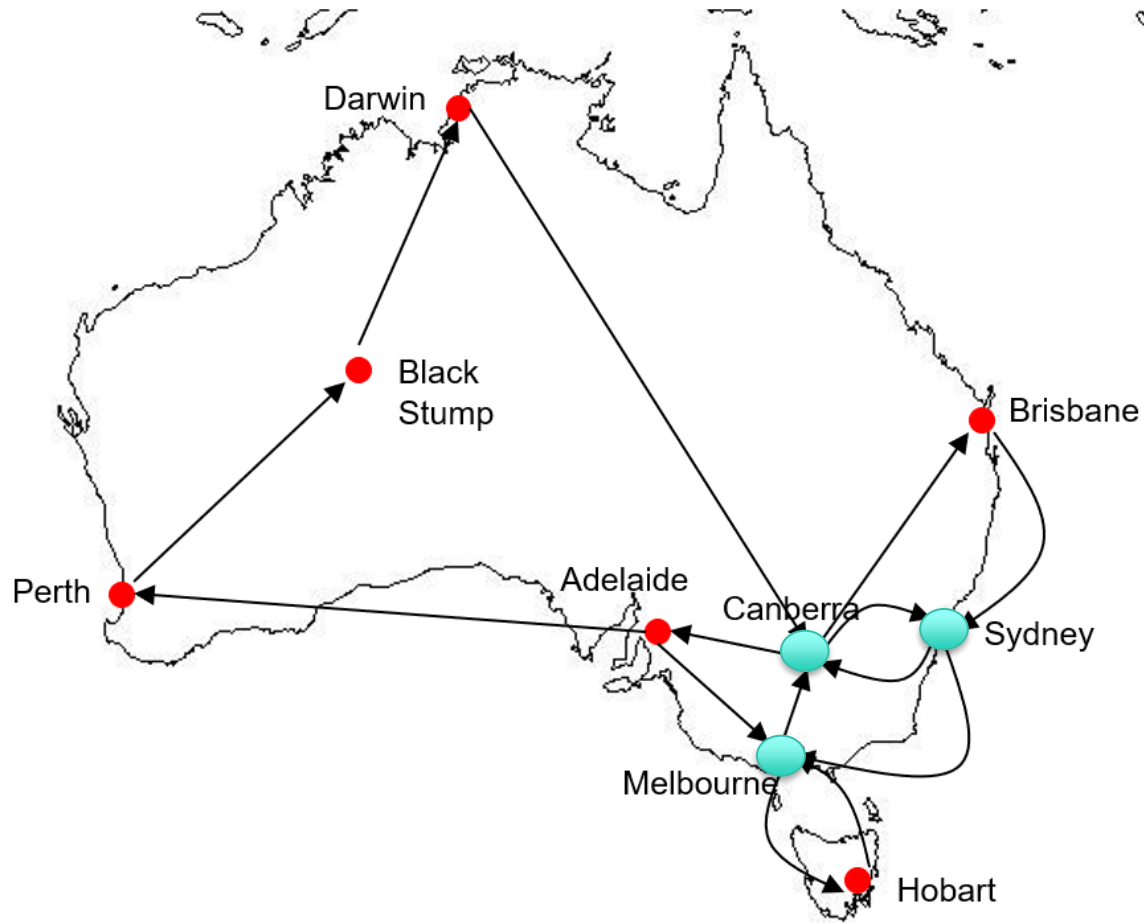 Darwin
Black
Stump
Brisbane
Perth
Adelaide
Canberra
Sydney
Melbourne
Hobart